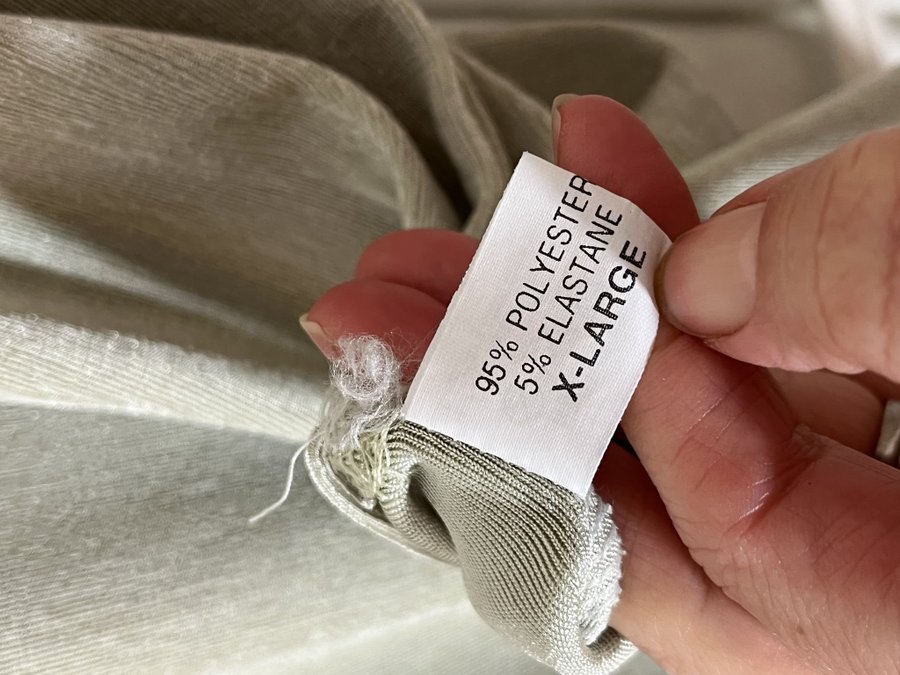 95% POLYESTER
5% ELASTANE
X-LARGE